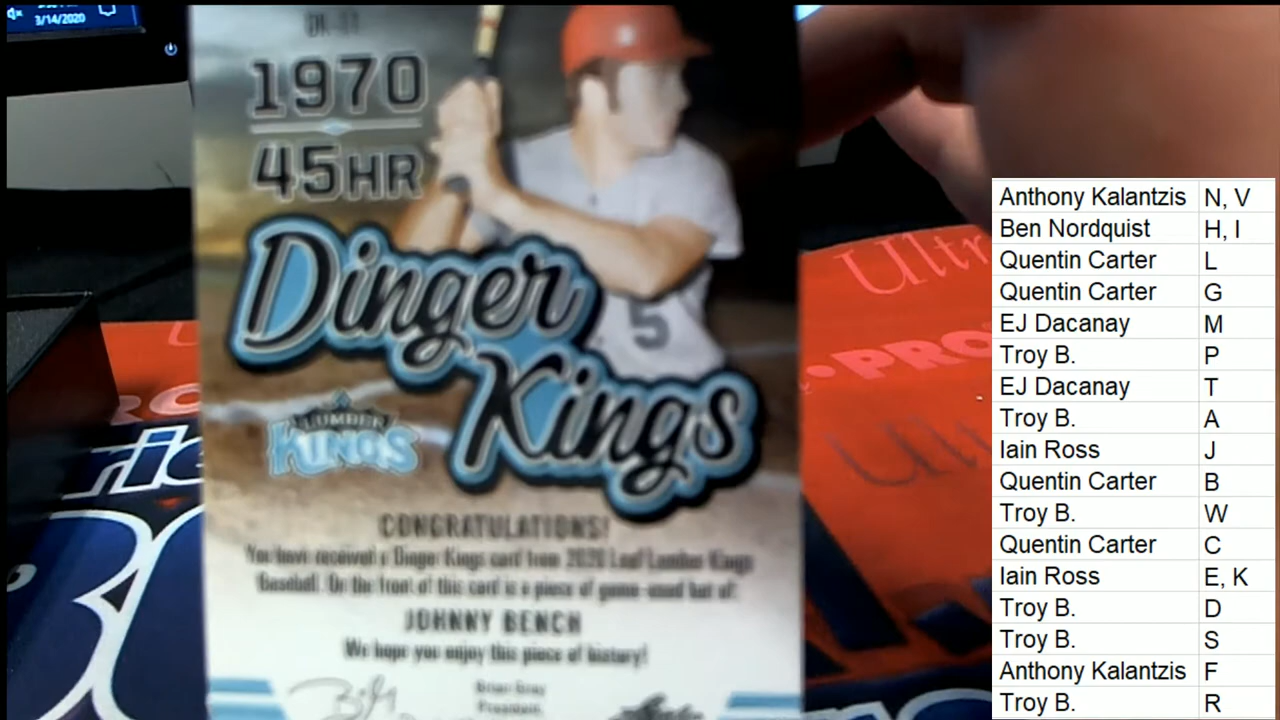 3/14/2020
1970
45HR
Dinger
Kings
5
LUMBER
KINGS
CONGRATULATIONS!
You have received a Dinger Kings card from 2020 Leaf Lumber Kings
Baseball. On the front of this card is a piece of game-used bat of:
JOHNNY BENCH
We hope you enjoy this piece of history!
Brian Gray
President,
Anthony Kalantzis N, V
Ben Nordquist H, I
Quentin Carter L
Quentin Carter G
EJ Dacanay M
Troy B. P
EJ Dacanay T
Troy B. A
Iain Ross J
Quentin Carter B
Troy B. W
Quentin Carter C
Iain Ross E, K
Troy B. D
Troy B. S
Anthony Kalantzis F
Troy B. R